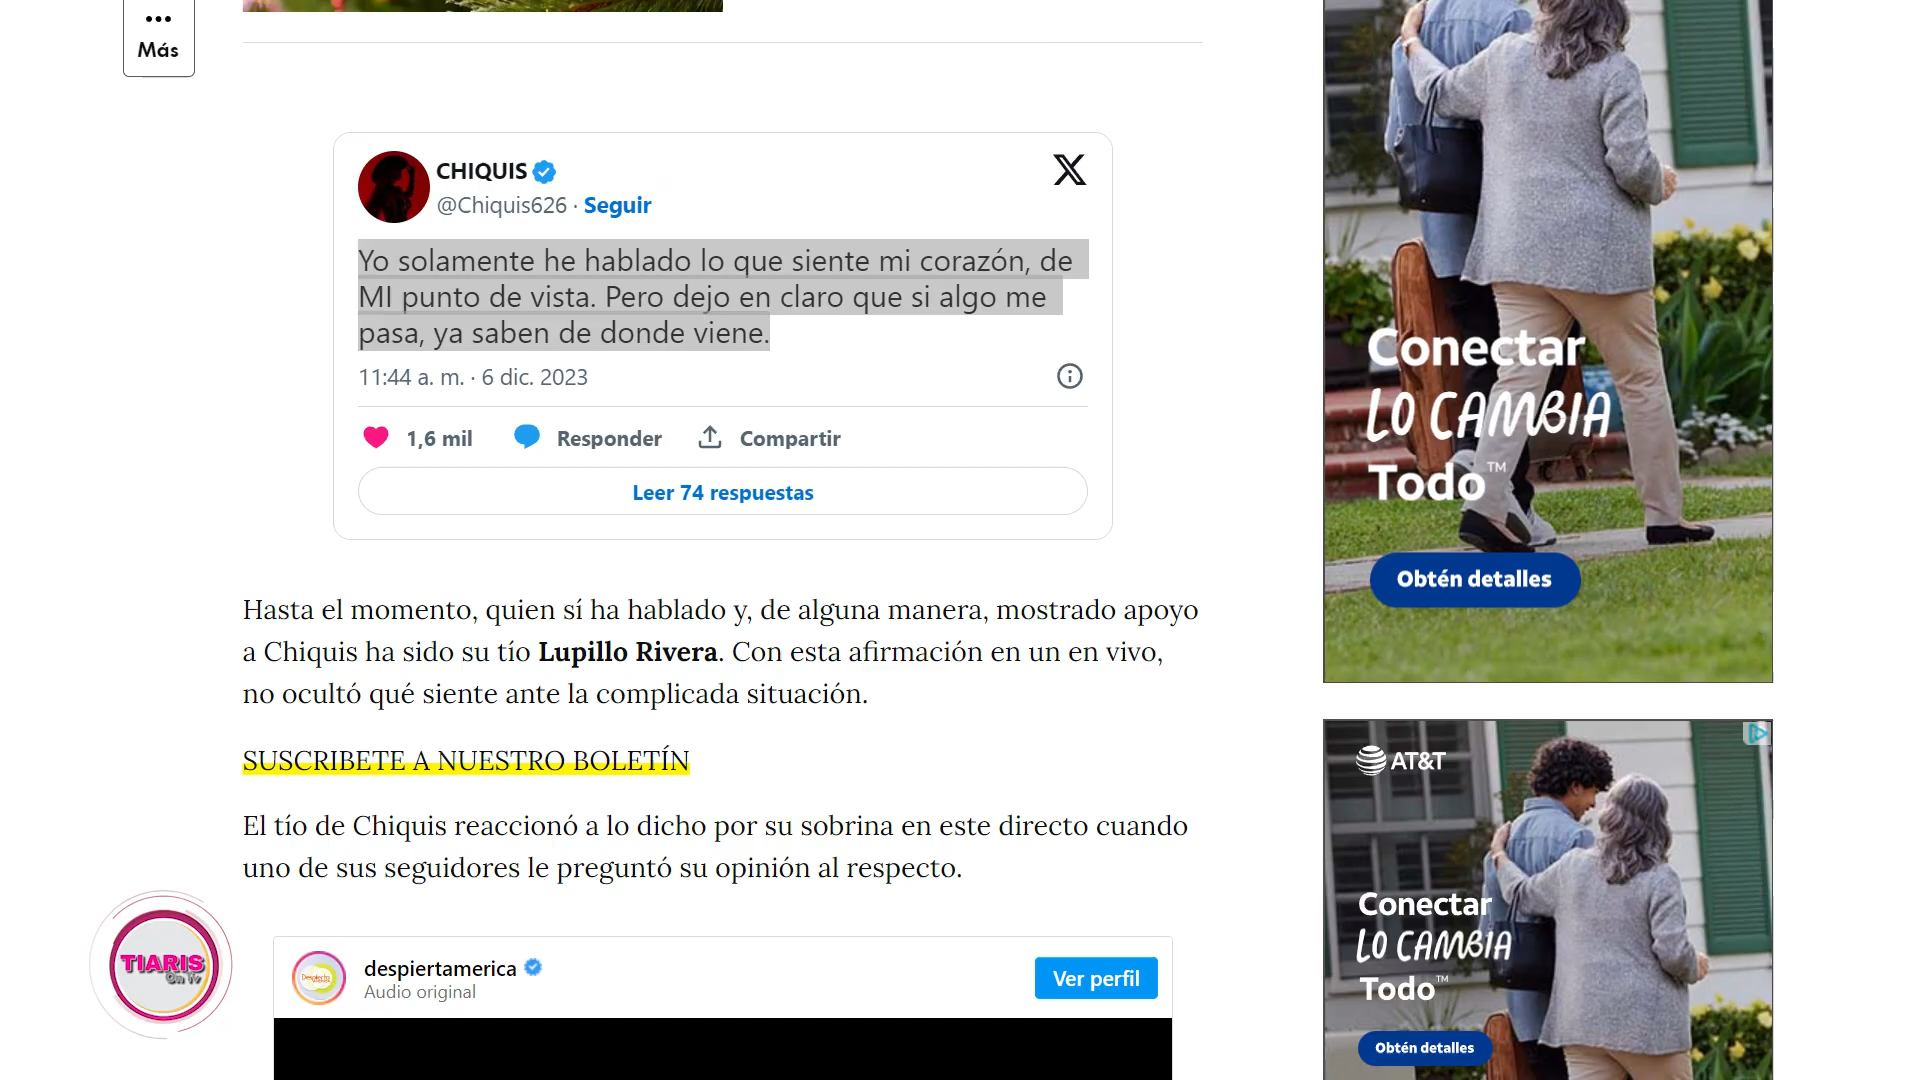 Más
CHIQUIS
@Chiquis626 · Seguir
Yo solamente he hablado lo que siente mi corazón, de
MI punto de vista. Pero dejo en claro que si algo me
pasa, ya saben de donde viene.
11:44 a. m. · 6 dic. 2023
1,6 mil Responder Compartir
Leer 74 respuestas
Hasta el momento, quien sí ha hablado y, de alguna manera, mostrado apoyo
a Chiquis ha sido su tío Lupillo Rivera. Con esta afirmación en un en vivo,
no ocultó qué siente ante la complicada situación.
SUSCRIBETE A NUESTRO BOLETÍN
El tío de Chiquis reaccionó a lo dicho por su sobrina en este directo cuando
uno de sus seguidores le preguntó su opinión al respecto.
TIARIS
On Tv
despiertamerica
Audio original
Ver perfil
Conectar
LO CAMBIA
Todo™
Obtén detalles
AT&T
Conectar
LO CAMBIA
Todo™
Obtén detalles